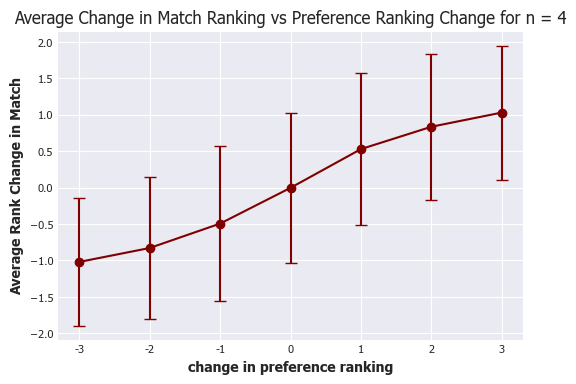 Average Change in Match Ranking vs Preference Ranking Change for n = 4
Average Rank Change in Match
2.0
1.5
1.0
0.5
0.0
−0.5
−1.0
−1.5
−2.0
-3 -2 -1 0 1 2 3
change in preference ranking